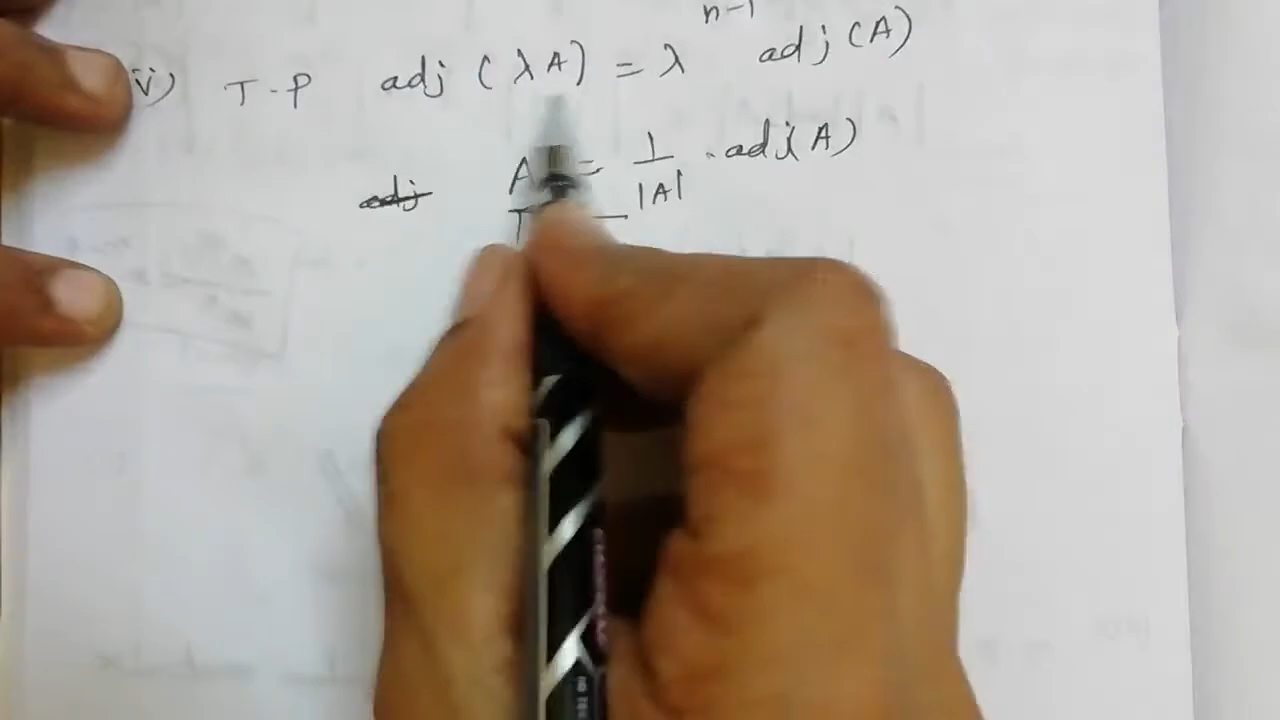 iv) T.P adj (λA) = λ^{n-1} adj (A)
adj A = 1/|A| . adj(A)